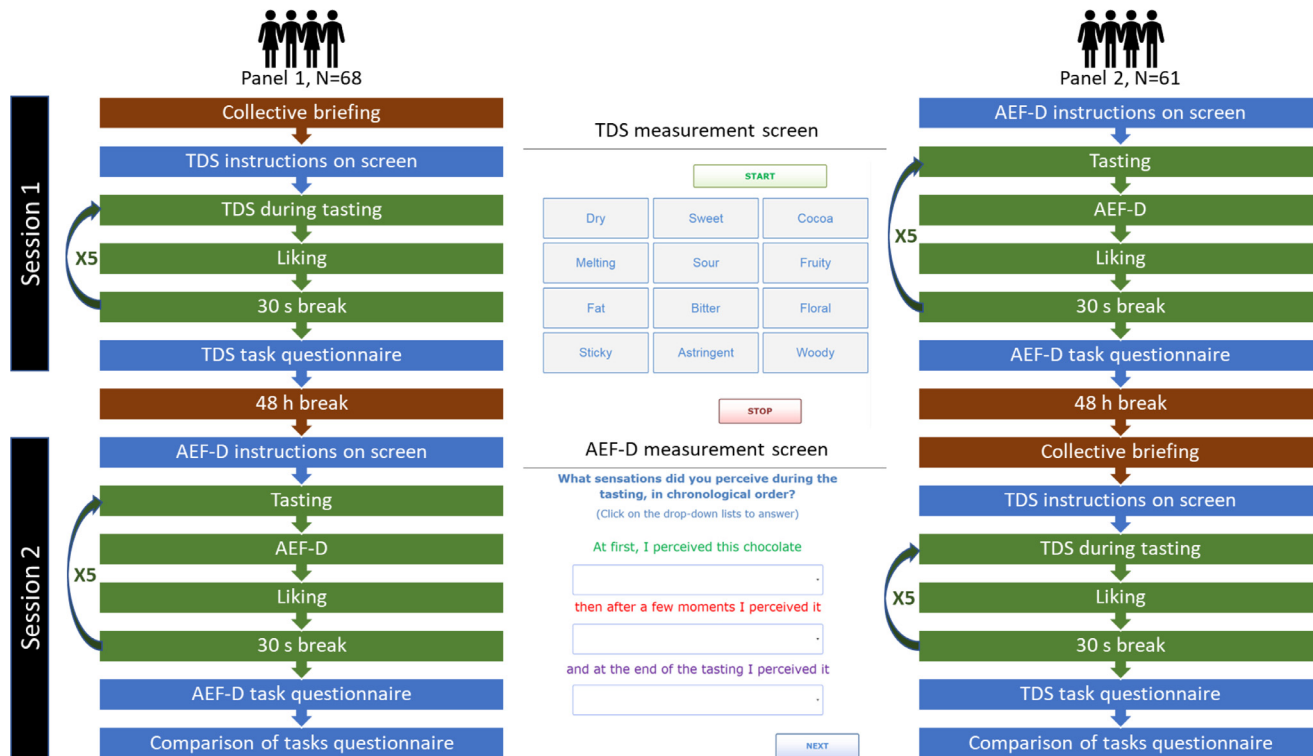 Panel 1, N=68
Session 1
Collective briefing
TDS instructions on screen
TDS during tasting
Liking
30 s break
X5
TDS task questionnaire
48 h break
Session 2
AEF-D instructions on screen
Tasting
AEF-D
Liking
30 s break
X5
AEF-D task questionnaire
Comparison of tasks questionnaire
TDS measurement screen
START
Dry Sweet Cocoa
Melting Sour Fruity
Fat Bitter Floral
Sticky Astringent Woody
STOP
AEF-D measurement screen
What sensations did you perceive during the
tasting, in chronological order?
(Click on the drop-down lists to answer)
At first, I perceived this chocolate
then after a few moments I perceived it
and at the end of the tasting I perceived it
NEXT
Panel 2, N=61
AEF-D instructions on screen
Tasting
AEF-D
Liking
30 s break
X5
AEF-D task questionnaire
48 h break
Collective briefing
TDS instructions on screen
TDS during tasting
Liking
30 s break
X5
TDS task questionnaire
Comparison of tasks questionnaire